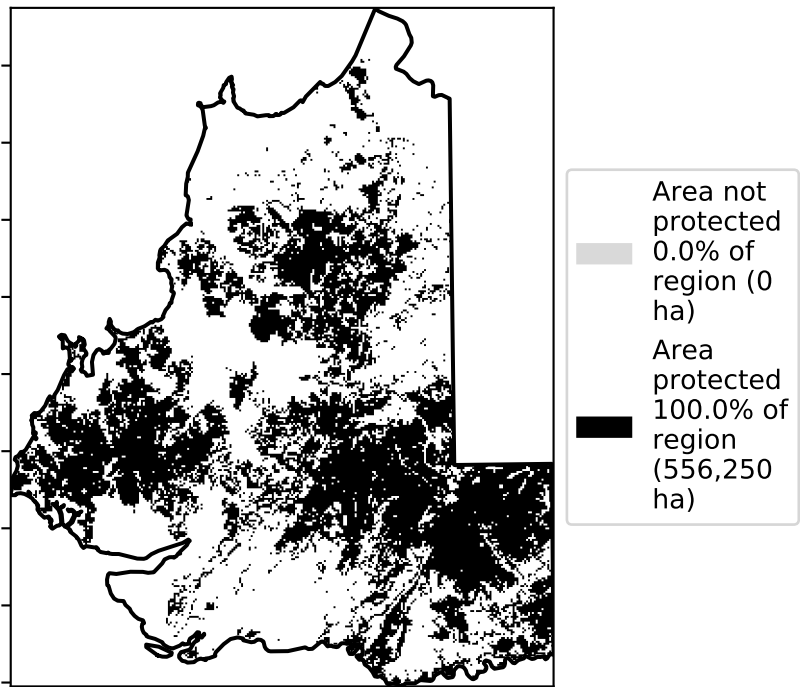 Area not
protected
0.0% of
region (0
ha)
Area
protected
100.0% of
region
(556,250
ha)